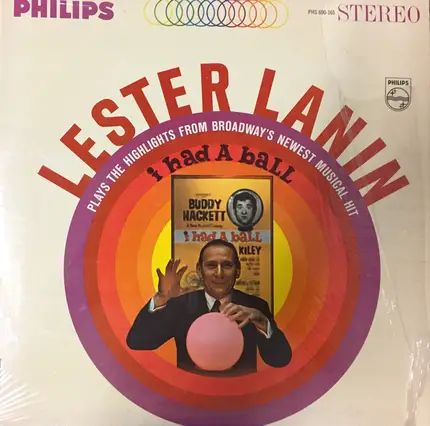 PHILIPS
PHS 600-165 STEREO
PHILIPS
LESTER LANIN
PLAYS THE HIGHLIGHTS FROM BROADWAY'S NEWEST MUSICAL HIT
i had A ball
BUDDY
HACKETT
i had A ball
KILEY